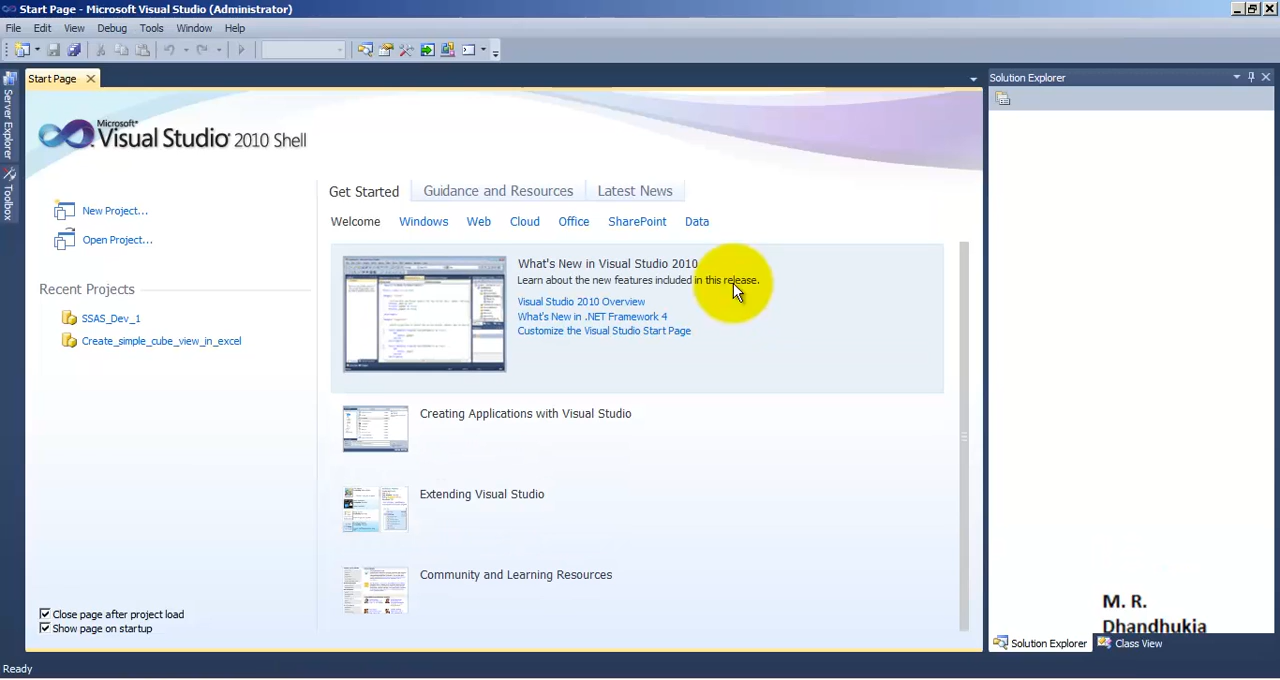 Start Page - Microsoft Visual Studio (Administrator)
File Edit View Debug Tools Window Help
Start Page
Solution Explorer
Server Explorer
Toolbox
Microsoft®
Visual Studio® 2010 Shell
New Project...
Open Project...
Recent Projects
SSAS_Dev_1
Create_simple_cube_view_in_excel
Close page after project load
Show page on startup
Get Started Guidance and Resources Latest News
Welcome Windows Web Cloud Office SharePoint Data
What's New in Visual Studio 2010
Learn about the new features included in this release.
Visual Studio 2010 Overview
What's New in .NET Framework 4
Customize the Visual Studio Start Page
Creating Applications with Visual Studio
Extending Visual Studio
Community and Learning Resources
M. R.
Dhandhukia
Solution Explorer Class View
Ready